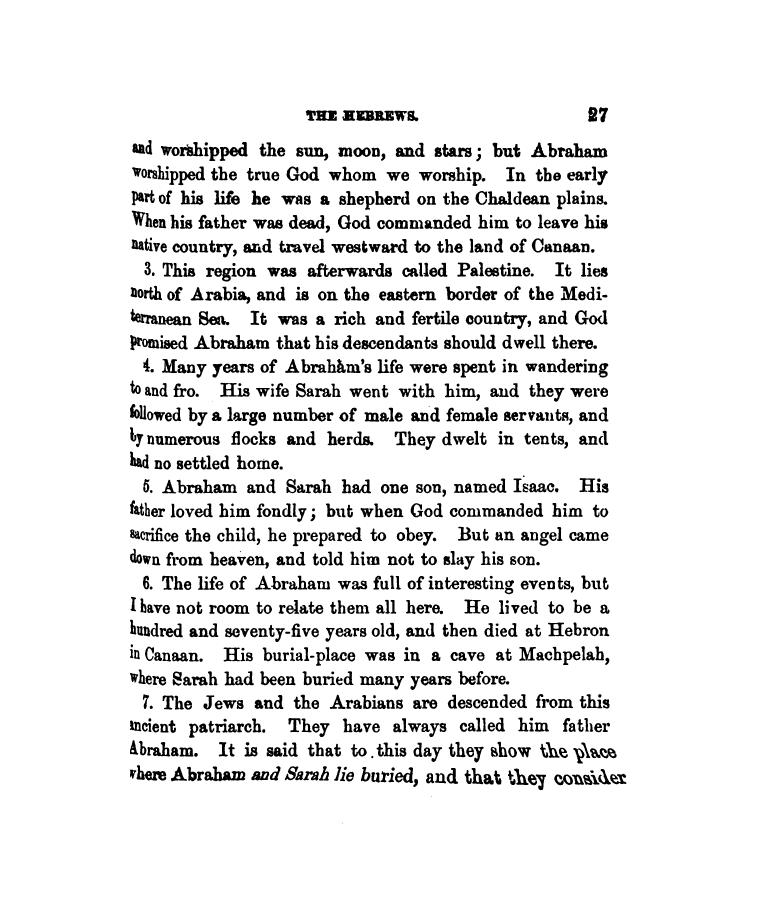 THE HEBREWS. 27
and worshipped the sun, moon, and stars; but Abraham
worshipped the true God whom we worship. In the early
part of his life he was a shepherd on the Chaldean plains.
When his father was dead, God commanded him to leave his
native country, and travel westward to the land of Canaan.
3. This region was afterwards called Palestine. It lies
north of Arabia, and is on the eastern border of the Medi-
terranean Sea. It was a rich and fertile country, and God
promised Abraham that his descendants should dwell there.
4. Many years of Abraham's life were spent in wandering
to and fro. His wife Sarah went with him, and they were
followed by a large number of male and female servants, and
by numerous flocks and herds. They dwelt in tents, and
had no settled home.
5. Abraham and Sarah had one son, named Isaac. His
father loved him fondly; but when God commanded him to
sacrifice the child, he prepared to obey. But an angel came
down from heaven, and told him not to slay his son.
6. The life of Abraham was full of interesting events, but
I have not room to relate them all here. He lived to be a
hundred and seventy-five years old, and then died at Hebron
in Canaan. His burial-place was in a cave at Machpelah,
where Sarah had been buried many years before.
7. The Jews and the Arabians are descended from this
ancient patriarch. They have always called him father
Abraham. It is said that to this day they show the place
where Abraham and Sarah lie buried, and that they consider